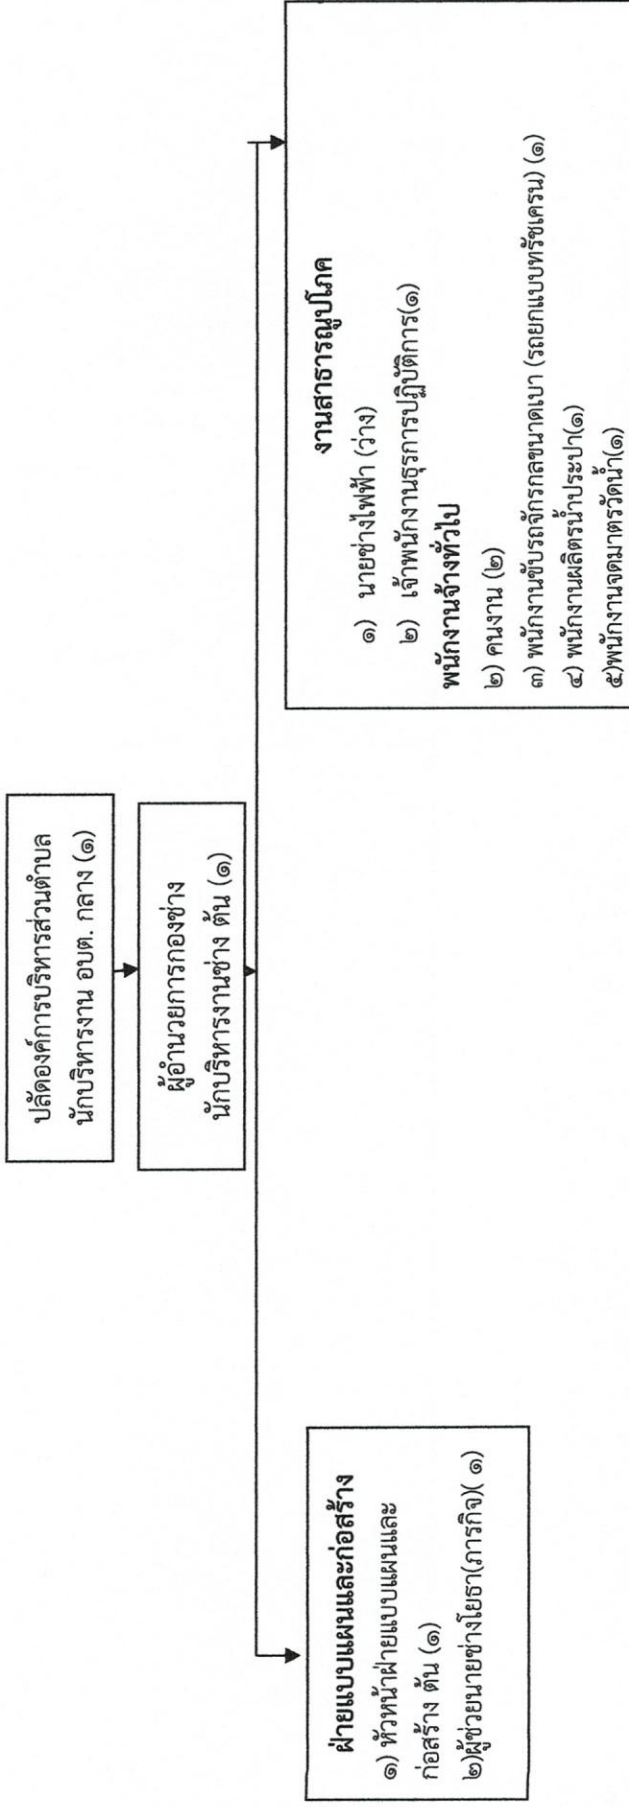 ปลัดองค์การบริหารส่วนตำบล
นักบริหารงาน อบต. กลาง (๑)
ผู้อำนวยการกองช่าง
นักบริหารงานช่าง ต้น (๑)
ฝ่ายแบบแผนและก่อสร้าง
๑) หัวหน้าฝ่ายแบบแผนและ
ก่อสร้าง ต้น (๑)
๒)ผู้ช่วยนายช่างโยธา(ภารกิจ)( ๑)
งานสาธารณูปโภค
๑) นายช่างไฟฟ้า (ว่าง)
๒) เจ้าพนักงานธุรการปฏิบัติการ(๑)
พนักงานจ้างทั่วไป
๒) คนงาน (๒)
๓) พนักงานขับรถจักรกลขนาดเบา (รถยกแบบทรัชเครน) (๑)
๔) พนักงานผลิตรน้ำประปา(๑)
๕)พนักงานจดมาตรวัดน้ำ(๑)